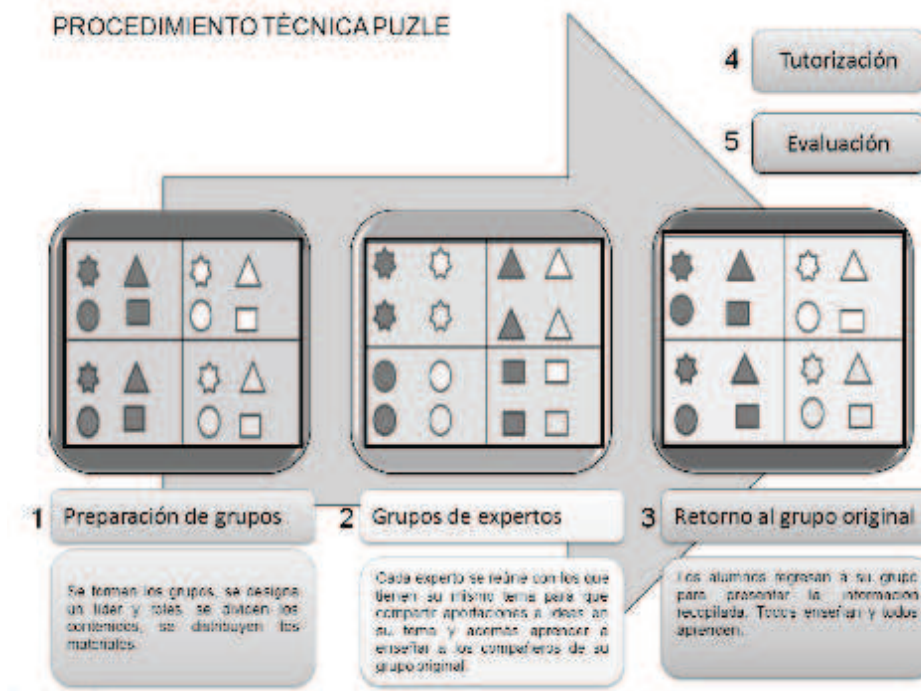 PROCEDIMIENTO TÉCNICA PUZLE
4 Tutorización
5 Evaluación
1 Preparación de grupos
2 Grupos de expertos
3 Retorno al grupo original
Se forman los grupos, se designa
un líder y roles, se dividen los
contenidos, se distribuyen los
materiales.
Cada experto se reúne con los que
tienen su mismo tema para que
compartir aportaciones a ideas en
su tema y además aprender a
enseñar a los compañeros de su
grupo original.
Los alumnos regresan a su grupo
para presentar la información
recopilada. Todos enseñan y todos
aprenden.